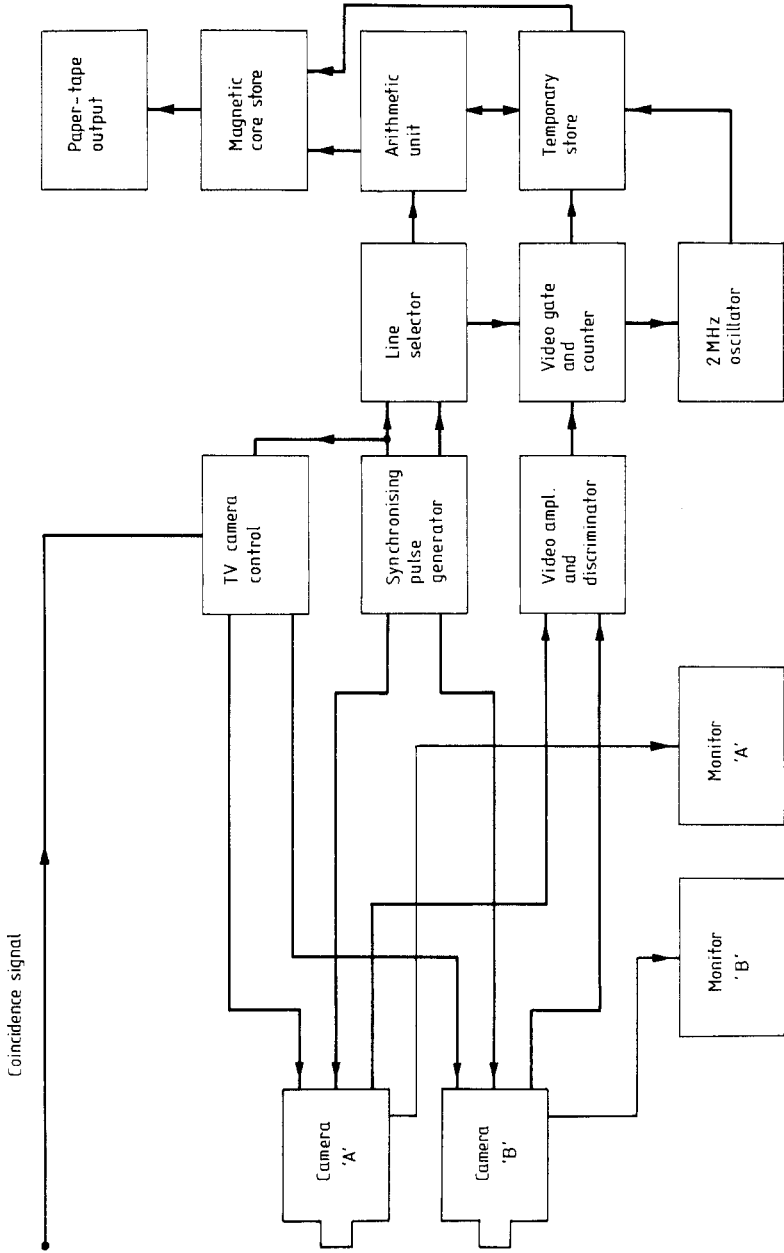 Coincidence signal
TV camera
control
Paper-tape
output
Magnetic
core store
Camera
'A'
Synchronising
pulse
generator
Line
selector
Arithmetic
unit
Camera
'B'
Video ampl.
and
discriminator
Video gate
and
counter
Temporary
store
Monitor
'B'
Monitor
'A'
2 MHz
oscillator